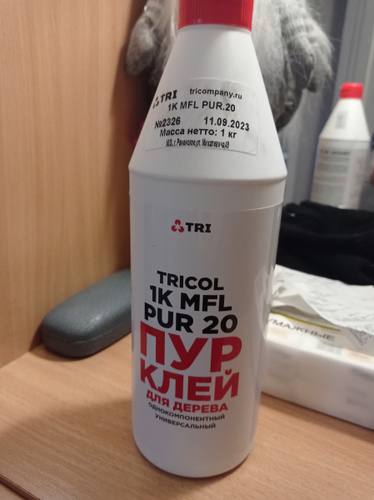 TRI tricompany.ru
1K MFL PUR.20
№2326 11.09.2023
Масса нетто: 1 кг
TRI
TRICOL
1K MFL
PUR 20
ПУР
КЛЕЙ
ДЛЯ ДЕРЕВА
ОДНОКОМПОНЕНТНЫЙ
УНИВЕРСАЛЬНЫЙ